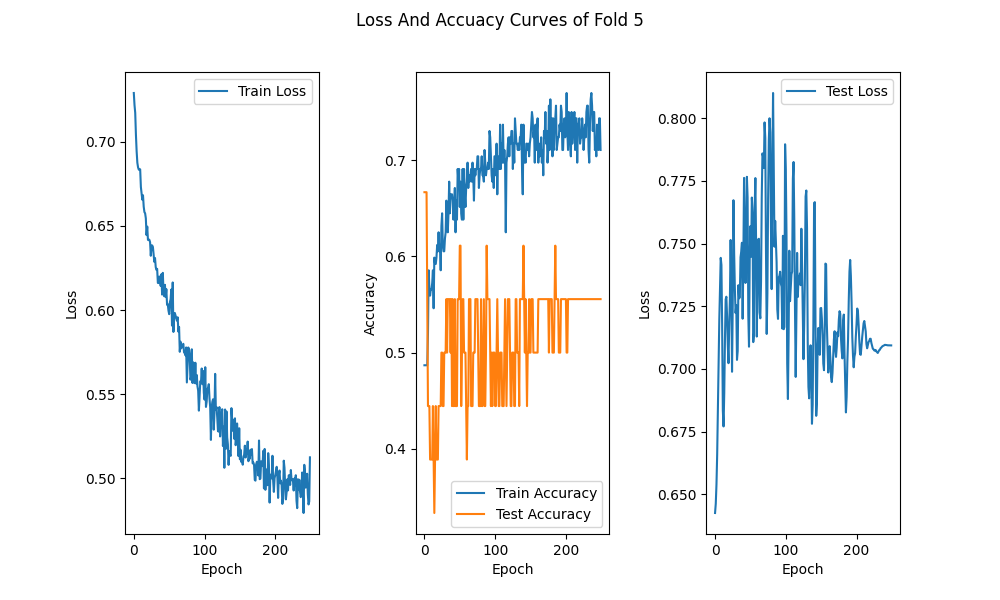 Loss And Accuacy Curves of Fold 5
Train Loss
0.70
0.65
0.60
0.55
0.50
Loss
0 100 200
Epoch
0.7
0.6
0.5
0.4
Accuracy
Train Accuracy
Test Accuracy
0 100 200
Epoch
Test Loss
0.800
0.775
0.750
0.725
0.700
0.675
0.650
Loss
0 100 200
Epoch